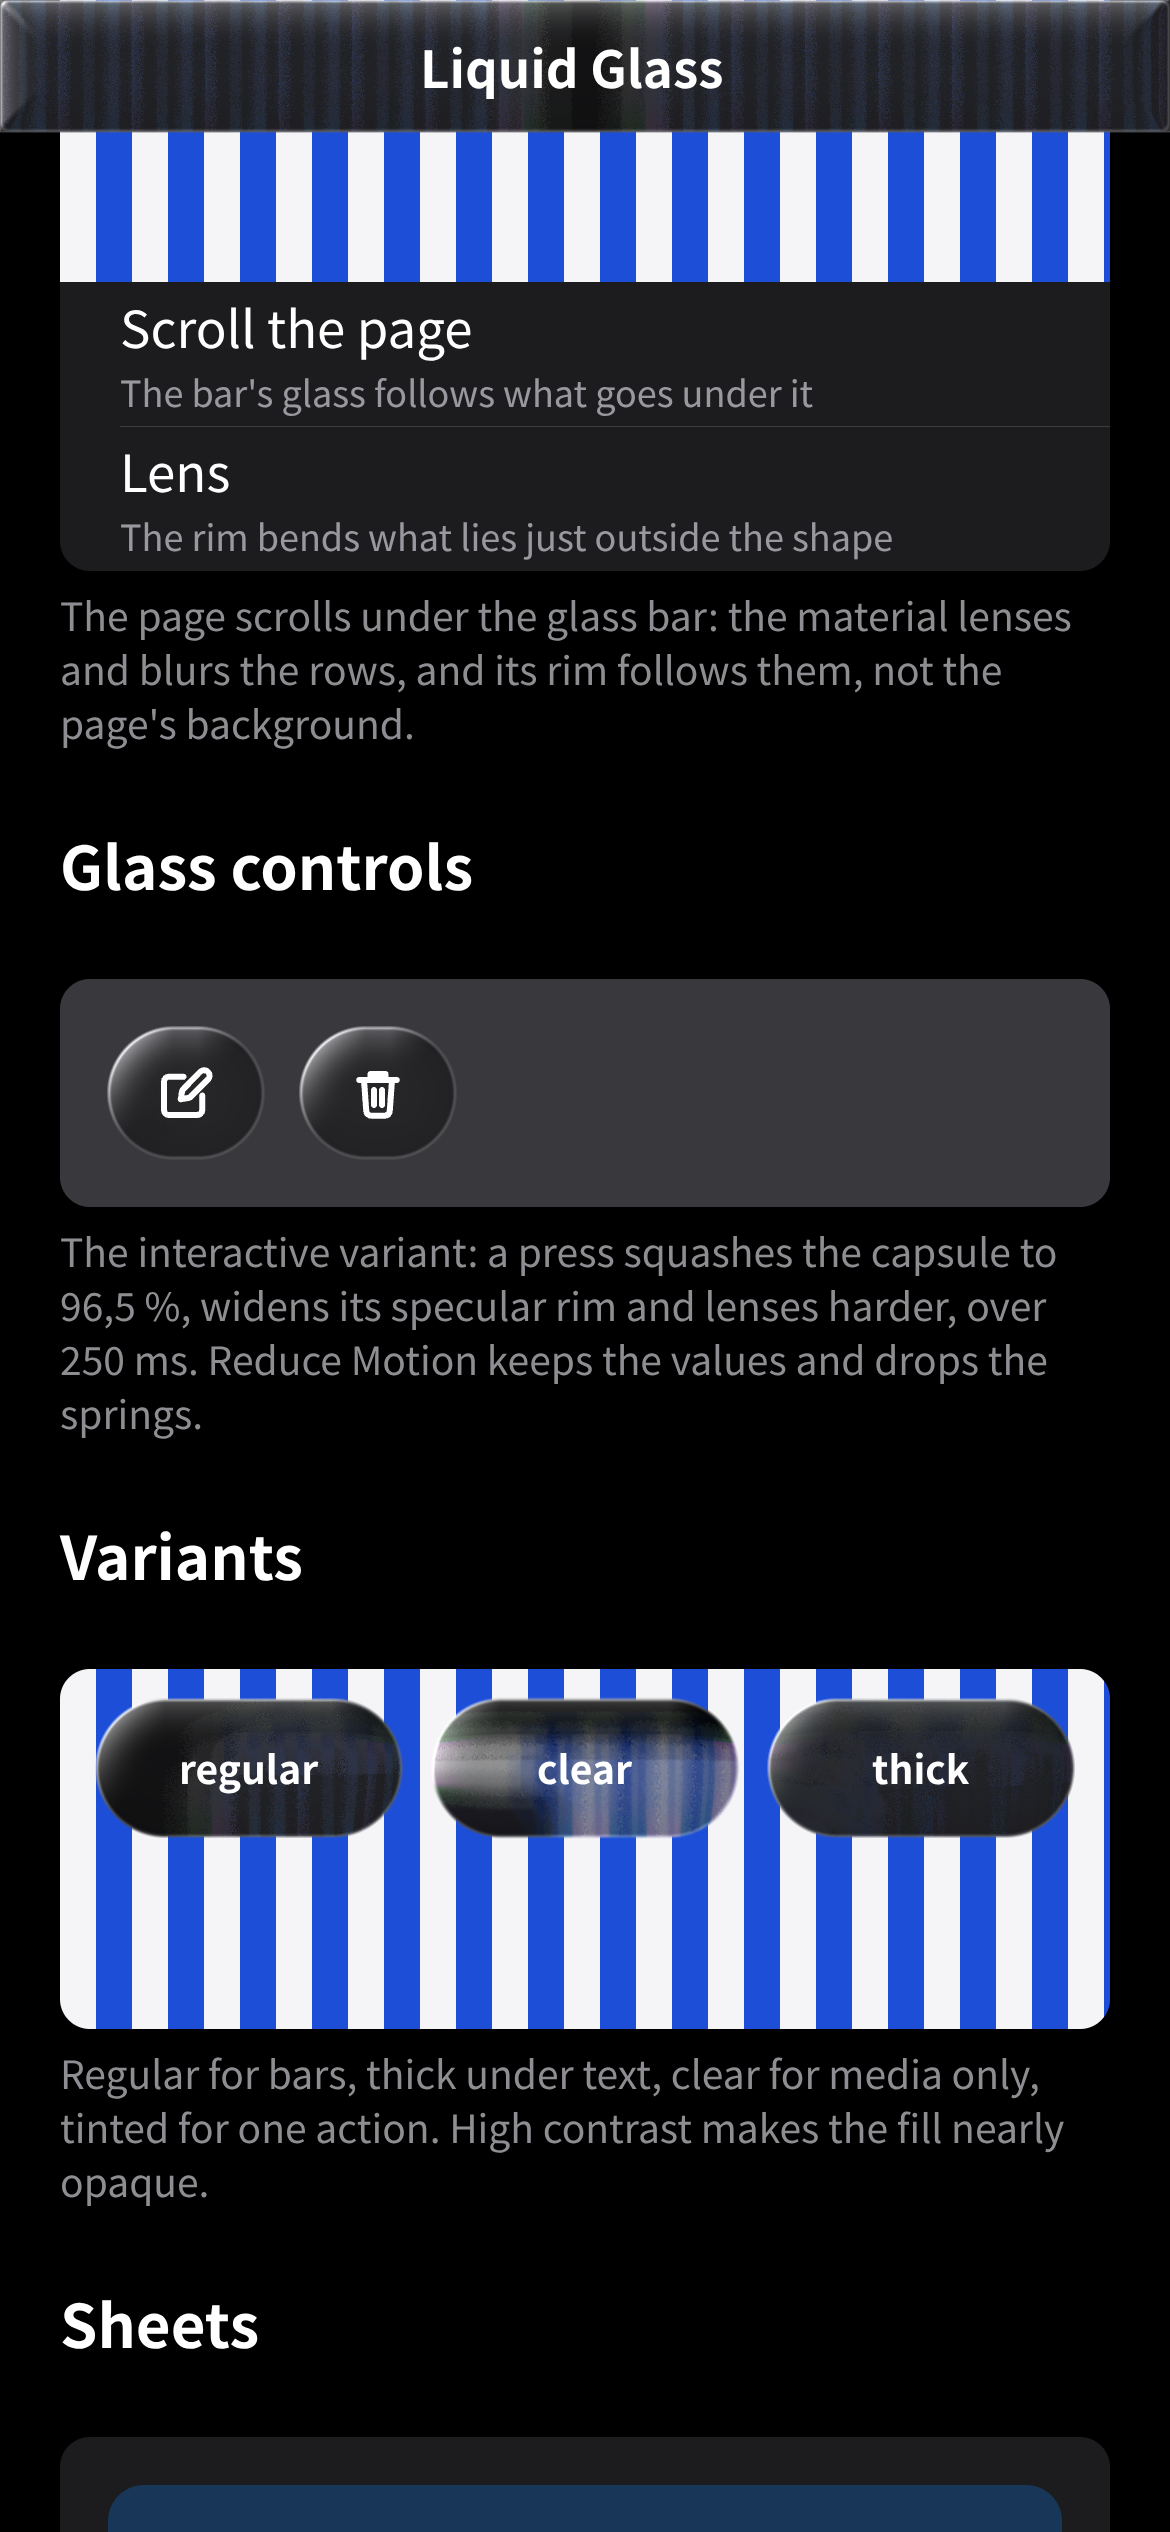 Liquid Glass
Scroll the page
The bar's glass follows what goes under it
Lens
The rim bends what lies just outside the shape
The page scrolls under the glass bar: the material lenses
and blurs the rows, and its rim follows them, not the
page's background.
Glass controls
The interactive variant: a press squashes the capsule to
96,5 %, widens its specular rim and lenses harder, over
250 ms. Reduce Motion keeps the values and drops the
springs.
Variants
regular
clear
thick
Regular for bars, thick under text, clear for media only,
tinted for one action. High contrast makes the fill nearly
opaque.
Sheets